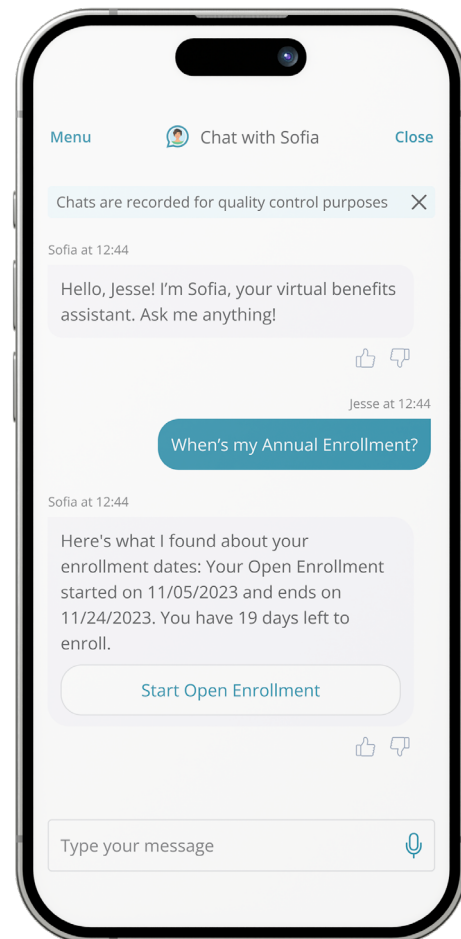 Menu
Chat with Sofia
Close
Chats are recorded for quality control purposes
Sofia at 12:44
Hello, Jesse! I’m Sofia, your virtual benefits
assistant. Ask me anything!
Jesse at 12:44
When’s my Annual Enrollment?
Sofia at 12:44
Here's what I found about your
enrollment dates: Your Open Enrollment
started on 11/05/2023 and ends on
11/24/2023. You have 19 days left to
enroll.
Start Open Enrollment
Type your message